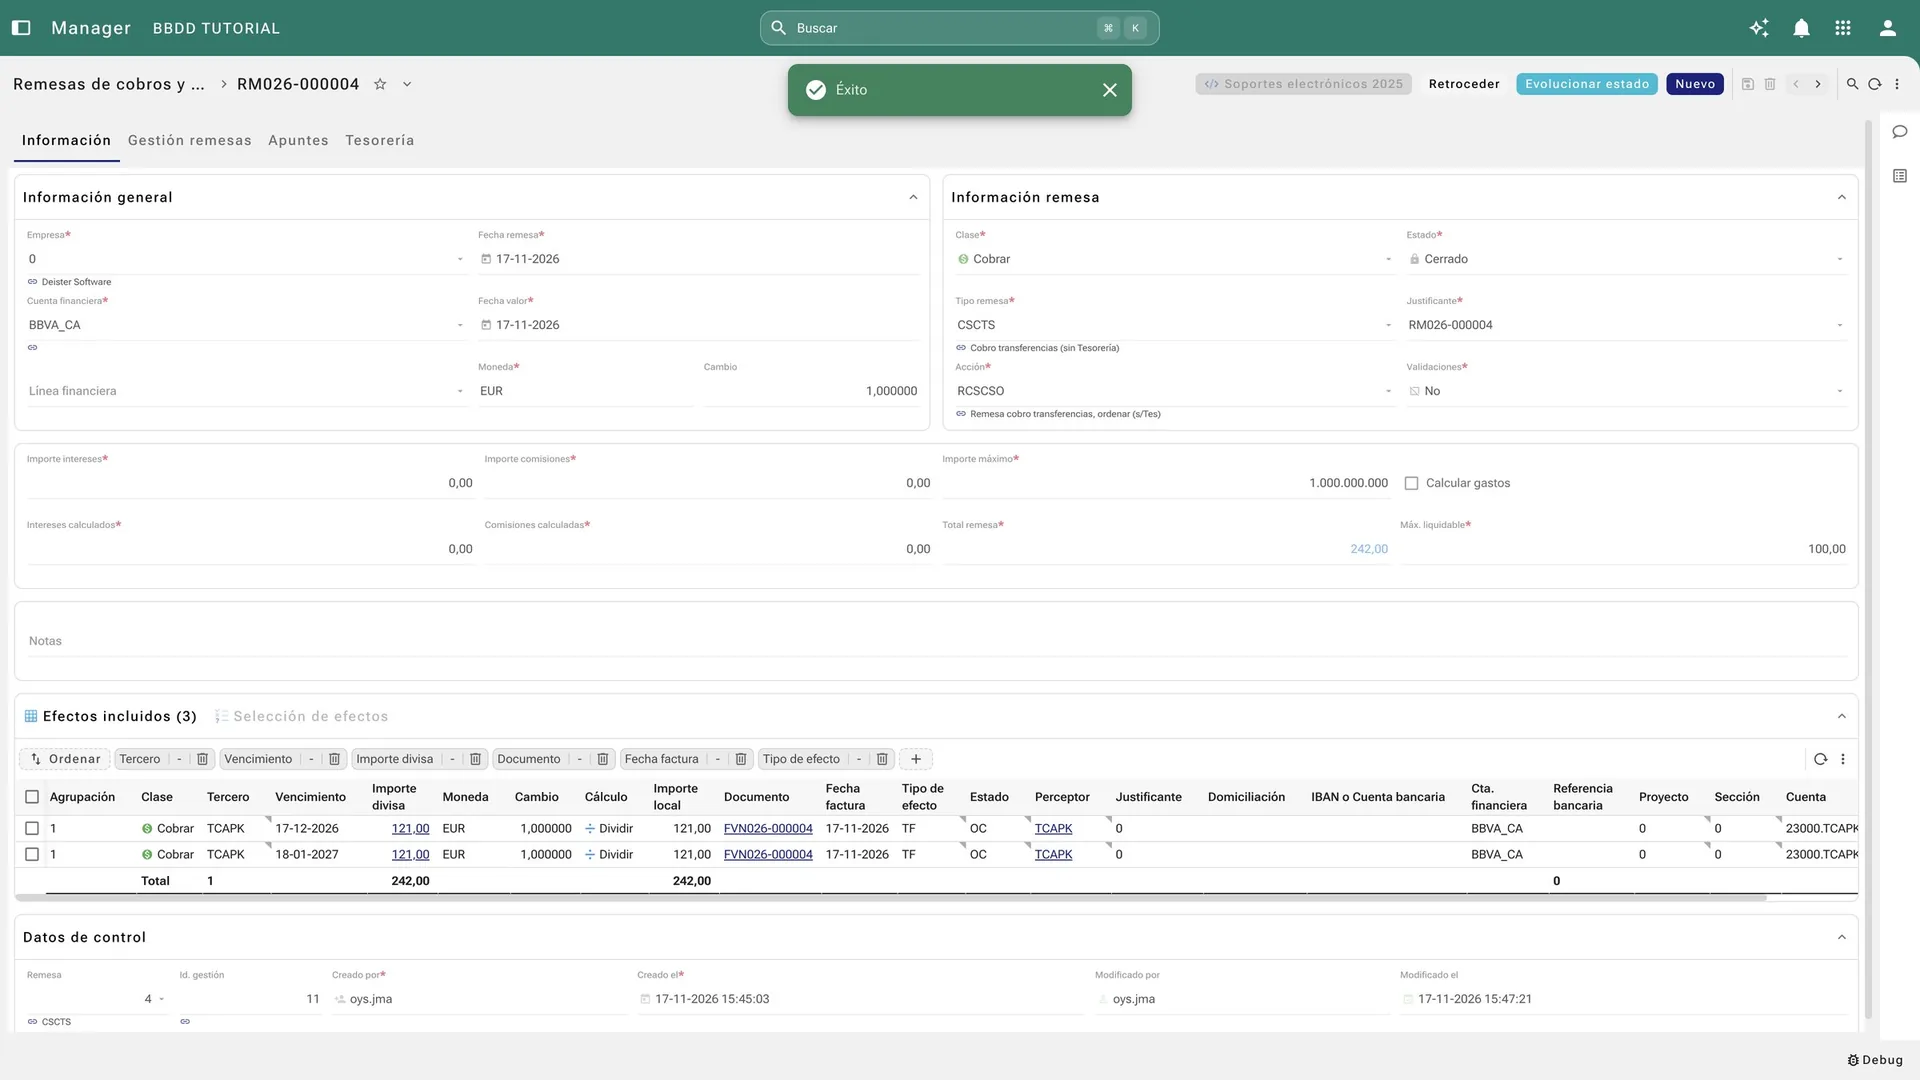 Manager BBDD TUTORIAL Buscar ⌘ K
Remesas de cobros y ... > RM026-000004
Éxito
Soportes electrónicos 2025 Retroceder Evolucionar estado Nuevo
Información Gestión remesas Apuntes Tesorería
Información general
Empresa* Fecha remesa*
0 17-11-2026
Deister Software
Cuenta financiera* Fecha valor*
BBVA_CA 17-11-2026
Moneda* Cambio
Línea financiera EUR 1,000000
Información remesa
Clase* Estado*
Cobrar Cerrado
Tipo remesa* Justificante*
CSCTS RM026-000004
Cobro transferencias (sin Tesorería)
Acción* Validaciones*
RCSCSO No
Remesa cobro transferencias, ordenar (s/Tes)
Importe intereses* Importe comisiones* Importe máximo*
0,00 0,00 1.000.000.000 Calcular gastos
Intereses calculados* Comisiones calculadas* Total remesa* Máx. liquidable*
0,00 0,00 242,00 100,00
Notas
Efectos incluidos (3) Selección de efectos
Ordenar Tercero - Vencimiento - Importe divisa - Documento - Fecha factura - Tipo de efecto - +
Agrupación Clase Tercero Vencimiento Importe divisa Moneda Cambio Cálculo Importe local Documento Fecha factura Tipo de efecto Estado Perceptor Justificante Domiciliación IBAN o Cuenta bancaria Cta. financiera Referencia bancaria Proyecto Sección Cuenta
1 Cobrar TCAPK 17-12-2026 121,00 EUR 1,000000 Dividir 121,00 FVN026-000004 17-11-2026 TF OC TCAPK 0 BBVA_CA 0 0 23000.TCAPK
1 Cobrar TCAPK 18-01-2027 121,00 EUR 1,000000 Dividir 121,00 FVN026-000004 17-11-2026 TF OC TCAPK 0 BBVA_CA 0 0 23000.TCAPK
Total 1 242,00 242,00 0
Datos de control
Remesa Id. gestión Creado por* Creado el* Modificado por Modificado el
4 11 oys.jma 17-11-2026 15:45:03 oys.jma 17-11-2026 15:47:21
CSCTS
Debug